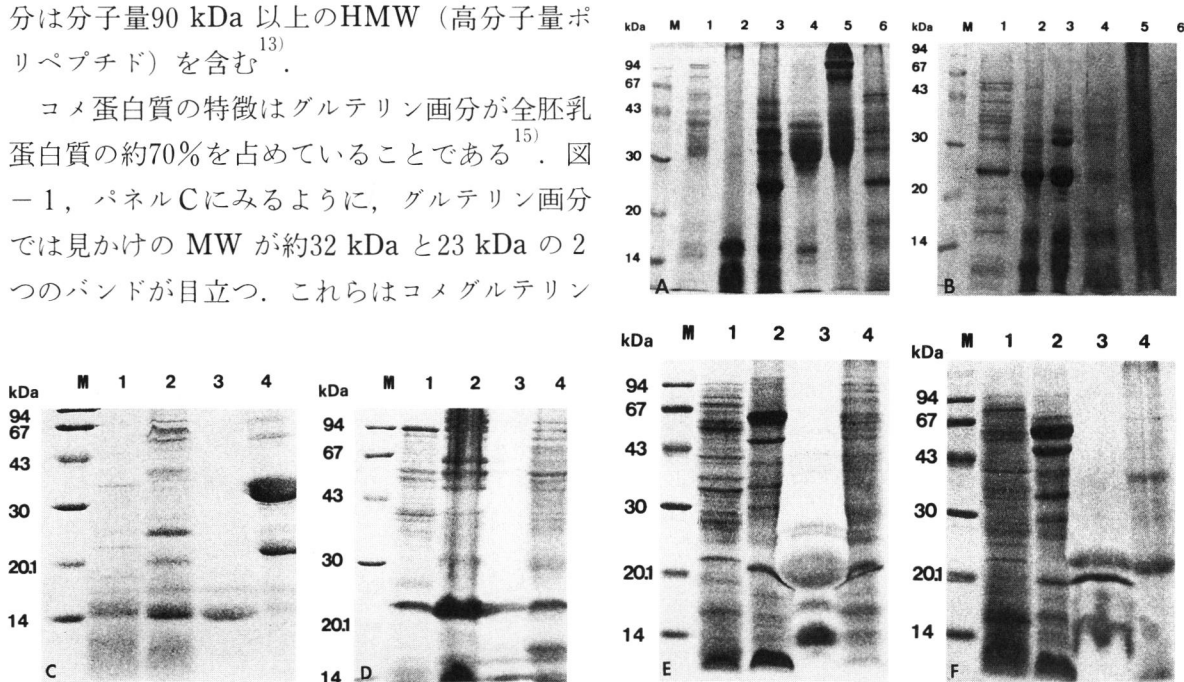 分は分子量90 kDa 以上のHMW（高分子量ポ
リペプチド）を含む13)．
コメ蛋白質の特徴はグルテリン画分が全胚乳
蛋白質の約70％を占めていることである15)．図
－1，パネルCにみるように，グルテリン画分
では見かけの MW が約32 kDa と23 kDa の 2
つのバンドが目立つ．これらはコメグルテリン
kDa M 1 2 3 4 5 6
94
67
43
30
20
14
A
kDa M 1 2 3 4 5 6
94
67
43
30
20
14
B
kDa M 1 2 3 4
94
67
43
30
20.1
14
C
M 1 2 3 4
94
67
43
30
20.1
14
D
kDa M 1 2 3 4
94
67
43
30
20.1
14
E
kDa M 1 2 3 4
94
67
43
30
20.1
14
F